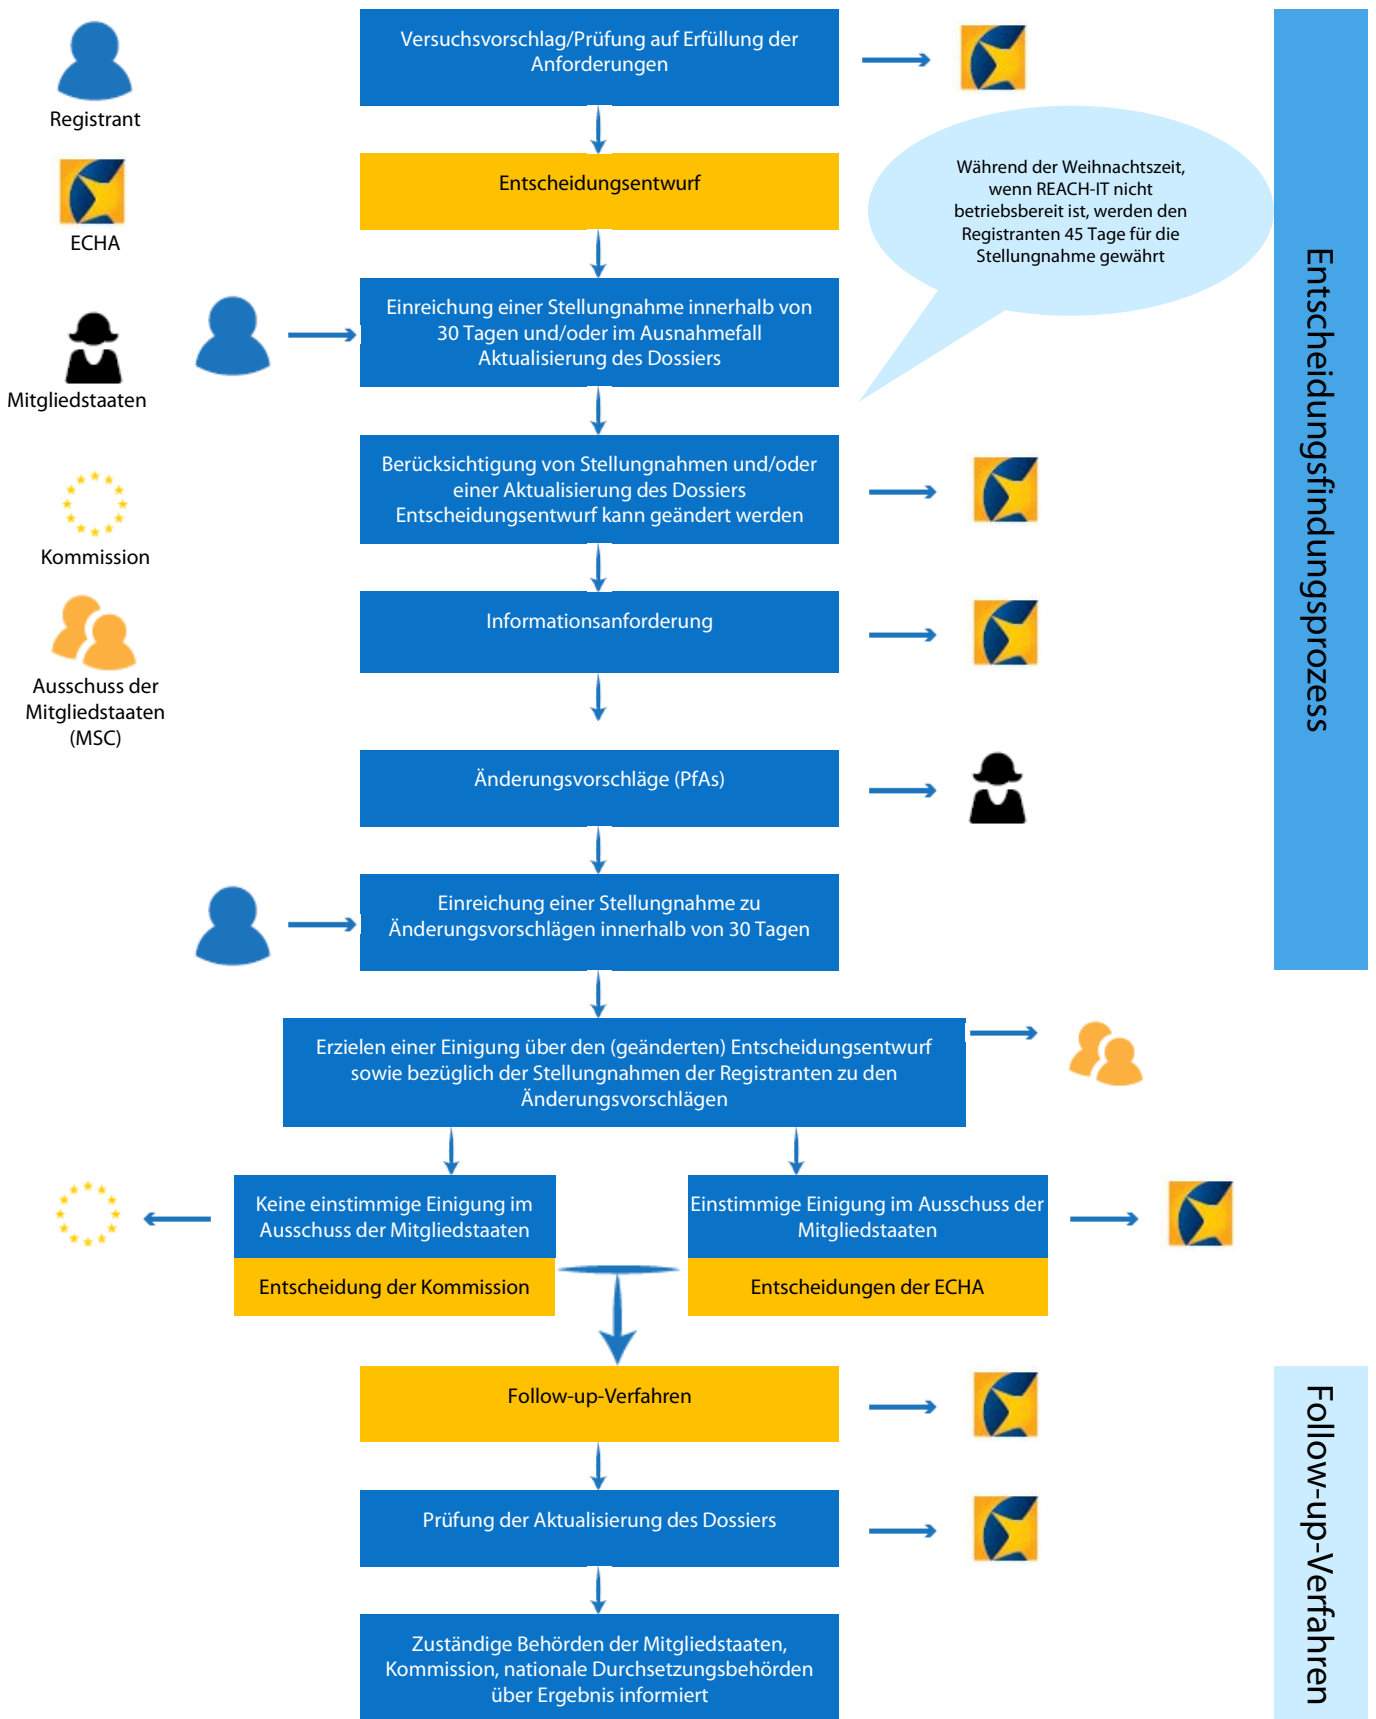 Registrant
ECHA
Mitgliedstaaten
Kommission
Ausschuss der
Mitgliedstaaten
(MSC)
Versuchsvorschlag/Prüfung auf Erfüllung der
Anforderungen
Entscheidungsentwurf
Während der Weihnachtszeit,
wenn REACH-IT nicht
betriebsbereit ist, werden den
Registranten 45 Tage für die
Stellungnahme gewährt
Einreichung einer Stellungnahme innerhalb von
30 Tagen und/oder im Ausnahmefall
Aktualisierung des Dossiers
Berücksichtigung von Stellungnahmen und/oder
einer Aktualisierung des Dossiers
Entscheidungsentwurf kann geändert werden
Informationsanforderung
Änderungsvorschläge (PfAs)
Einreichung einer Stellungnahme zu
Änderungsvorschlägen innerhalb von 30 Tagen
Entscheidungsfindungsprozess
Erzielen einer Einigung über den (geänderten) Entscheidungsentwurf
sowie bezüglich der Stellungnahmen der Registranten zu den
Änderungsvorschlägen
Keine einstimmige Einigung im
Ausschuss der Mitgliedstaaten
Entscheidung der Kommission
Einstimmige Einigung im Ausschuss der
Mitgliedstaaten
Entscheidungen der ECHA
Follow-up-Verfahren
Prüfung der Aktualisierung des Dossiers
Zuständige Behörden der Mitgliedstaaten,
Kommission, nationale Durchsetzungsbehörden
über Ergebnis informiert
Follow-up-Verfahren